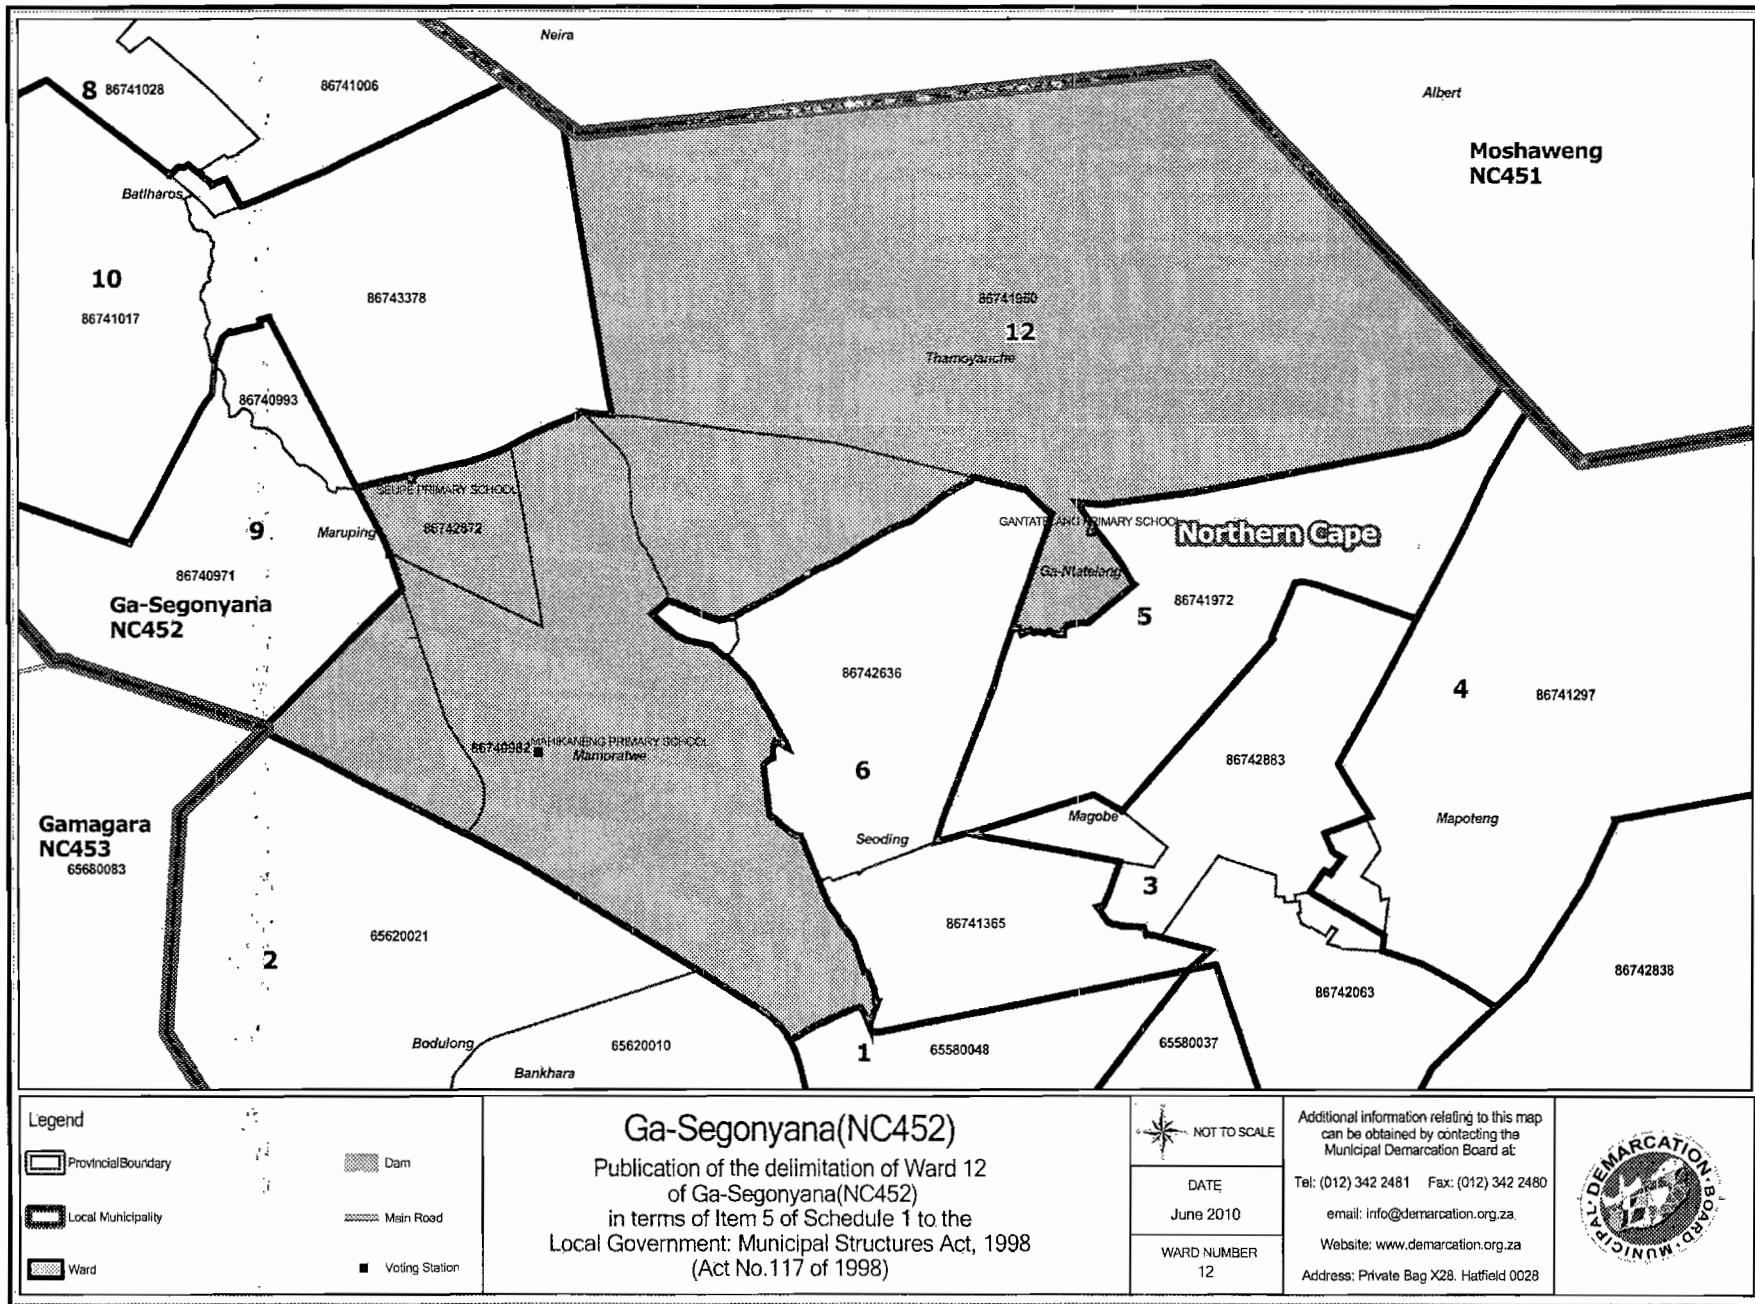 Neira
Albert
8
86741028
86741006
Moshaweng
NC451
Batlharos
10
86741017
86743378
86741960
12
Thamoyanche
86740993
SEUPE PRIMARY SCHOOL
86742872
9
Maruping
GANTATELANG PRIMARY SCHOOL
Northern Cape
Ga-Ntatelang
86740971
86741972
5
Ga-Segonyana
NC452
86742636
4
86741297
86740982
MAHIKANENG PRIMARY SCHOOL
Mamoratwe
6
86742883
Gamagara
NC453
65680083
Seoding
Magobe
Mapoteng
3
86741365
65620021
2
86742838
86742063
Bodulong
65620010
Bankhara
1
65580048
65580037
Legend
Provincial Boundary
Local Municipality
Ward
Dam
Main Road
Voting Station
Ga-Segonyana(NC452)
Publication of the delimitation of Ward 12
of Ga-Segonyana(NC452)
in terms of Item 5 of Schedule 1 to the
Local Government: Municipal Structures Act, 1998
(Act No.117 of 1998)
NOT TO SCALE
DATE
June 2010
WARD NUMBER
12
Additional information relating to this map
can be obtained by contacting the
Municipal Demarcation Board at:
Tel: (012) 342 2481 Fax: (012) 342 2480
email: info@demarcation.org.za
Website: www.demarcation.org.za
Address: Private Bag X28. Hatfield 0028
MUNICIPAL DEMARCATION BOARD